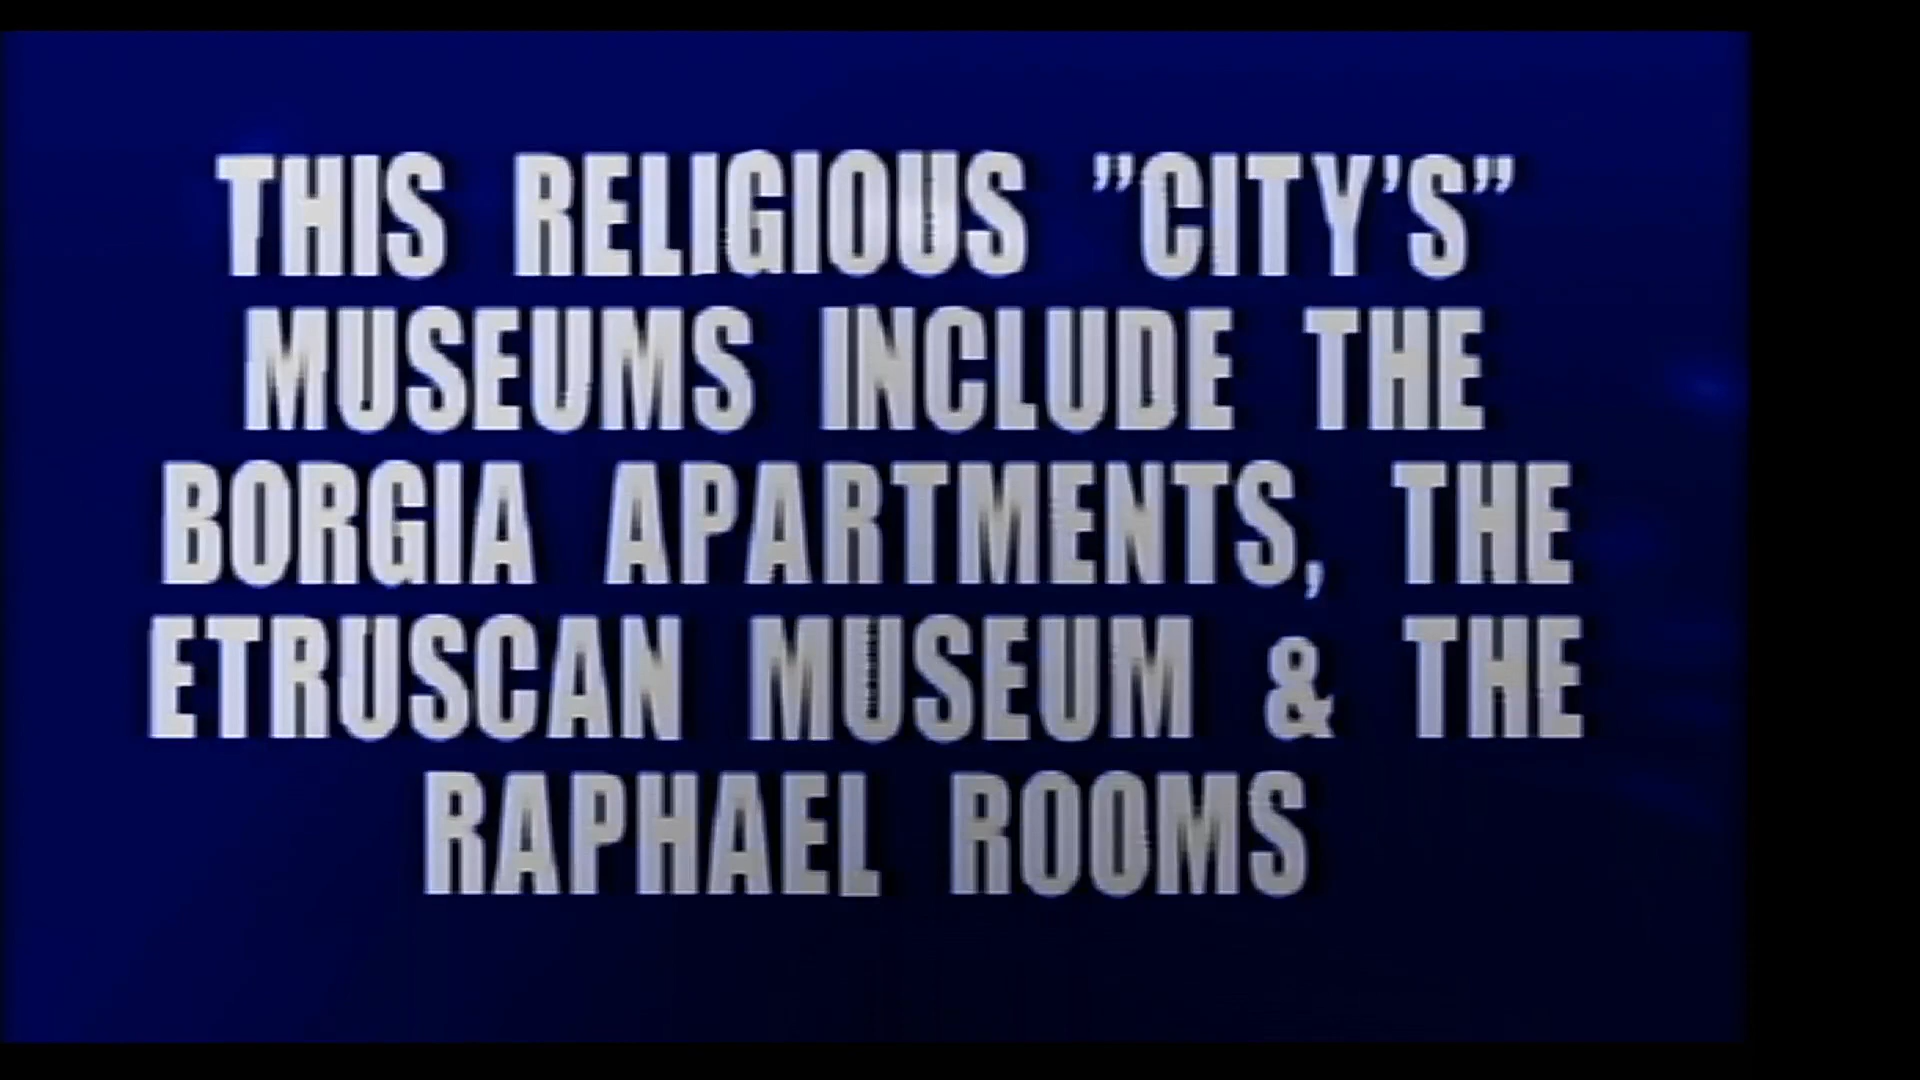 THIS RELIGIOUS ”CITY’S”
MUSEUMS INCLUDE THE
BORGIA APARTMENTS, THE
ETRUSCAN MUSEUM & THE
RAPHAEL ROOMS